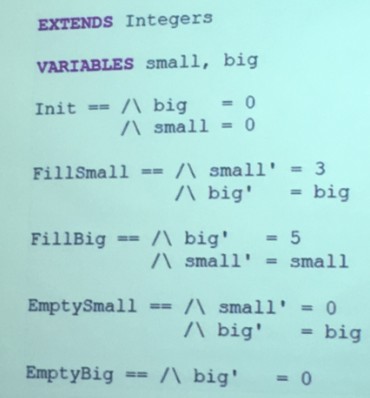 EXTENDS Integers
VARIABLES small, big
Init == /\ big = 0
/\ small = 0
FillSmall == /\ small' = 3
/\ big' = big
FillBig == /\ big' = 5
/\ small' = small
EmptySmall == /\ small' = 0
/\ big' = big
EmptyBig == /\ big' = 0